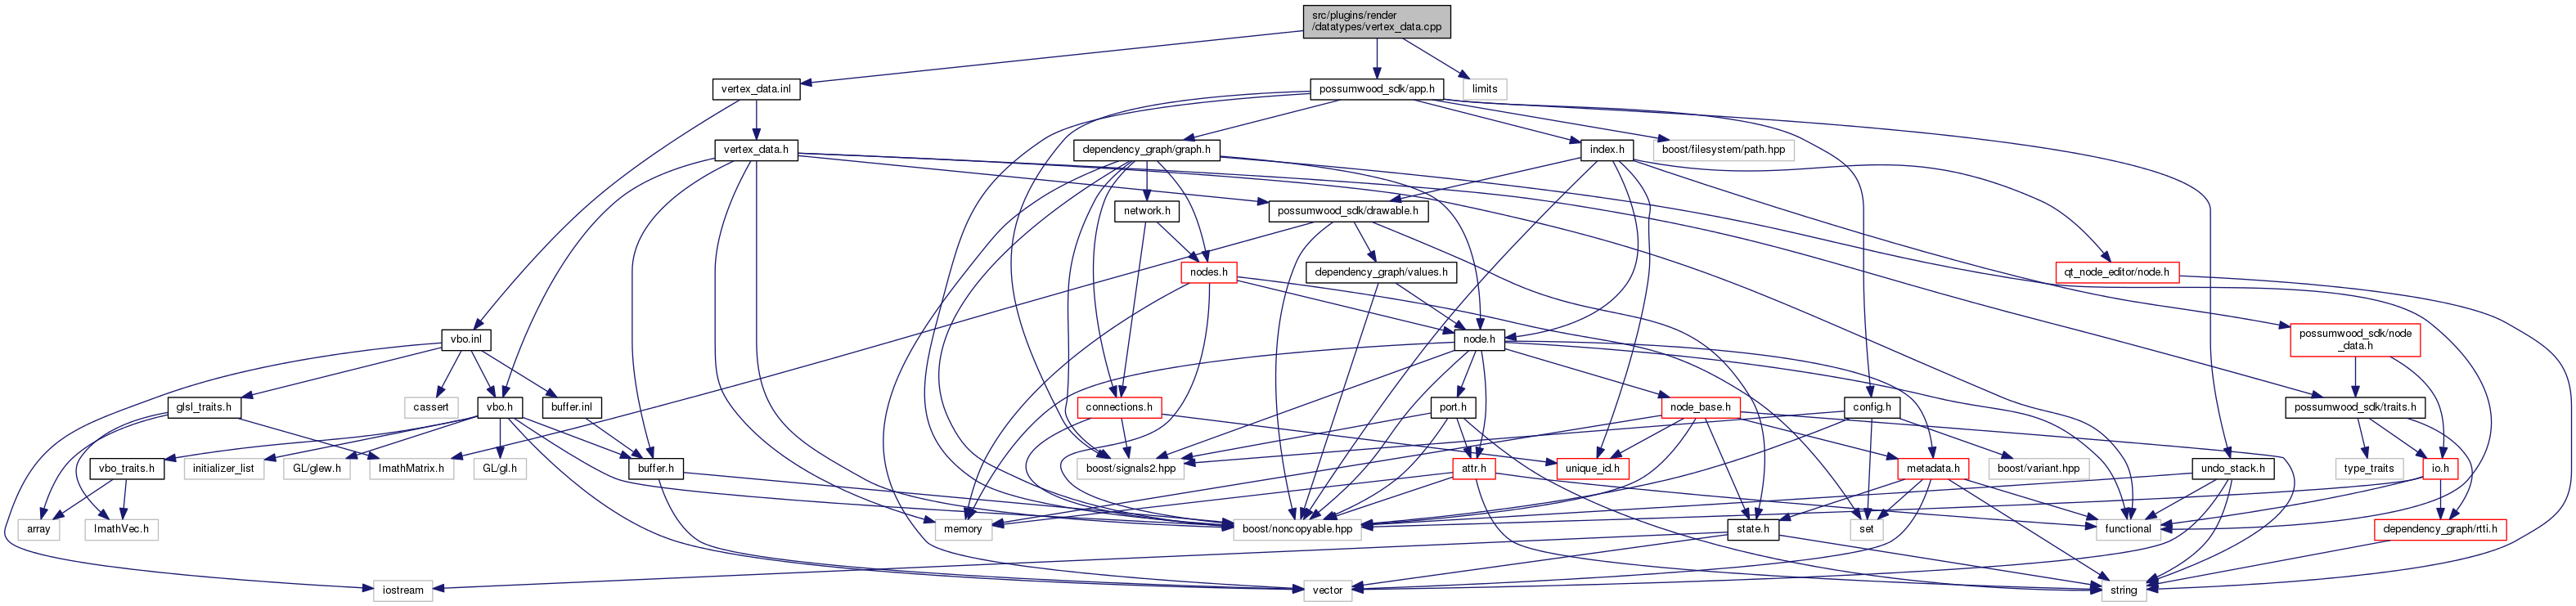 src/plugins/render
/datatypes/vertex_data.cpp
vertex_data.inl
possumwood_sdk/app.h
limits
vertex_data.h
dependency_graph/graph.h
index.h
boost/filesystem/path.hpp
network.h
possumwood_sdk/drawable.h
nodes.h
dependency_graph/values.h
qt_node_editor/node.h
vbo.inl
node.h
possumwood_sdk/node
_data.h
glsl_traits.h
cassert
vbo.h
buffer.inl
connections.h
port.h
node_base.h
config.h
possumwood_sdk/traits.h
vbo_traits.h
initializer_list
GL/glew.h
ImathMatrix.h
GL/gl.h
buffer.h
boost/signals2.hpp
attr.h
unique_id.h
metadata.h
boost/variant.hpp
undo_stack.h
type_traits
io.h
array
ImathVec.h
memory
boost/noncopyable.hpp
state.h
set
functional
dependency_graph/rtti.h
iostream
vector
string